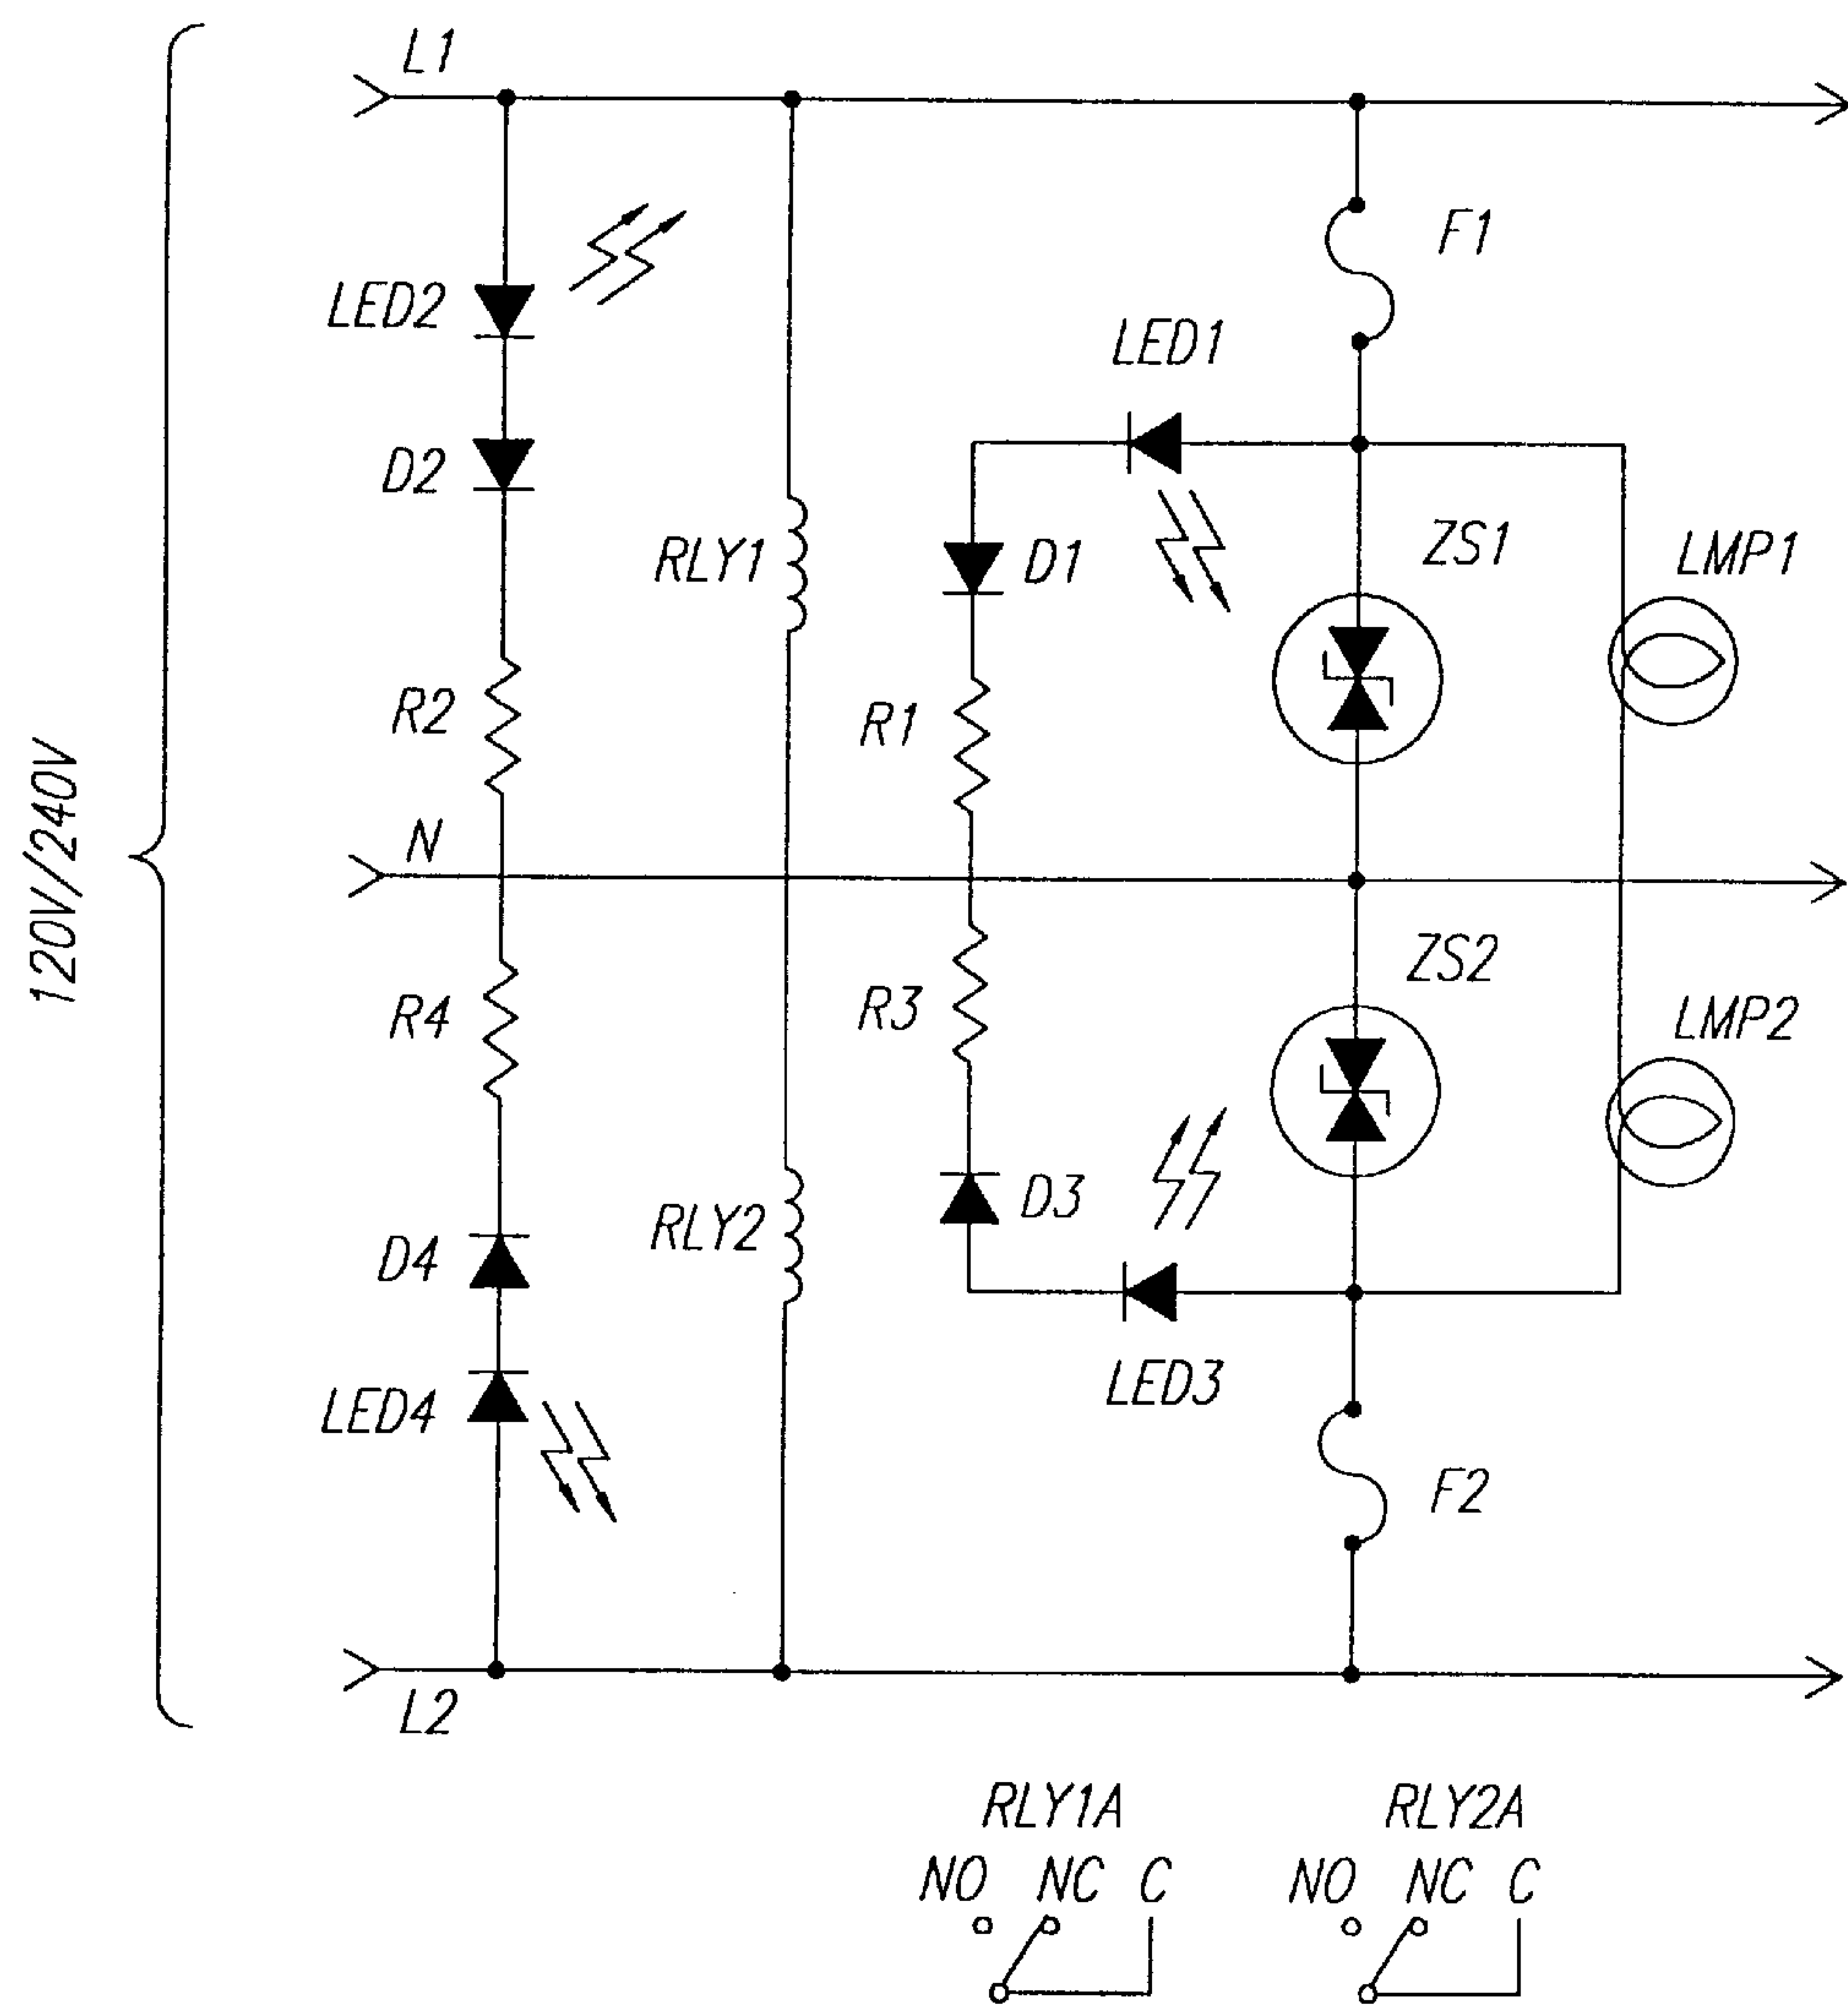 L1
F1
LED2
LED1
D2
ZS1
RLY1
D1
LMP1
R2
R1
120V/240V
N
ZS2
R4
R3
LMP2
D3
RLY2
D4
LED3
LED4
F2
L2
RLY1A
RLY2A
NO NC C
NO NC C